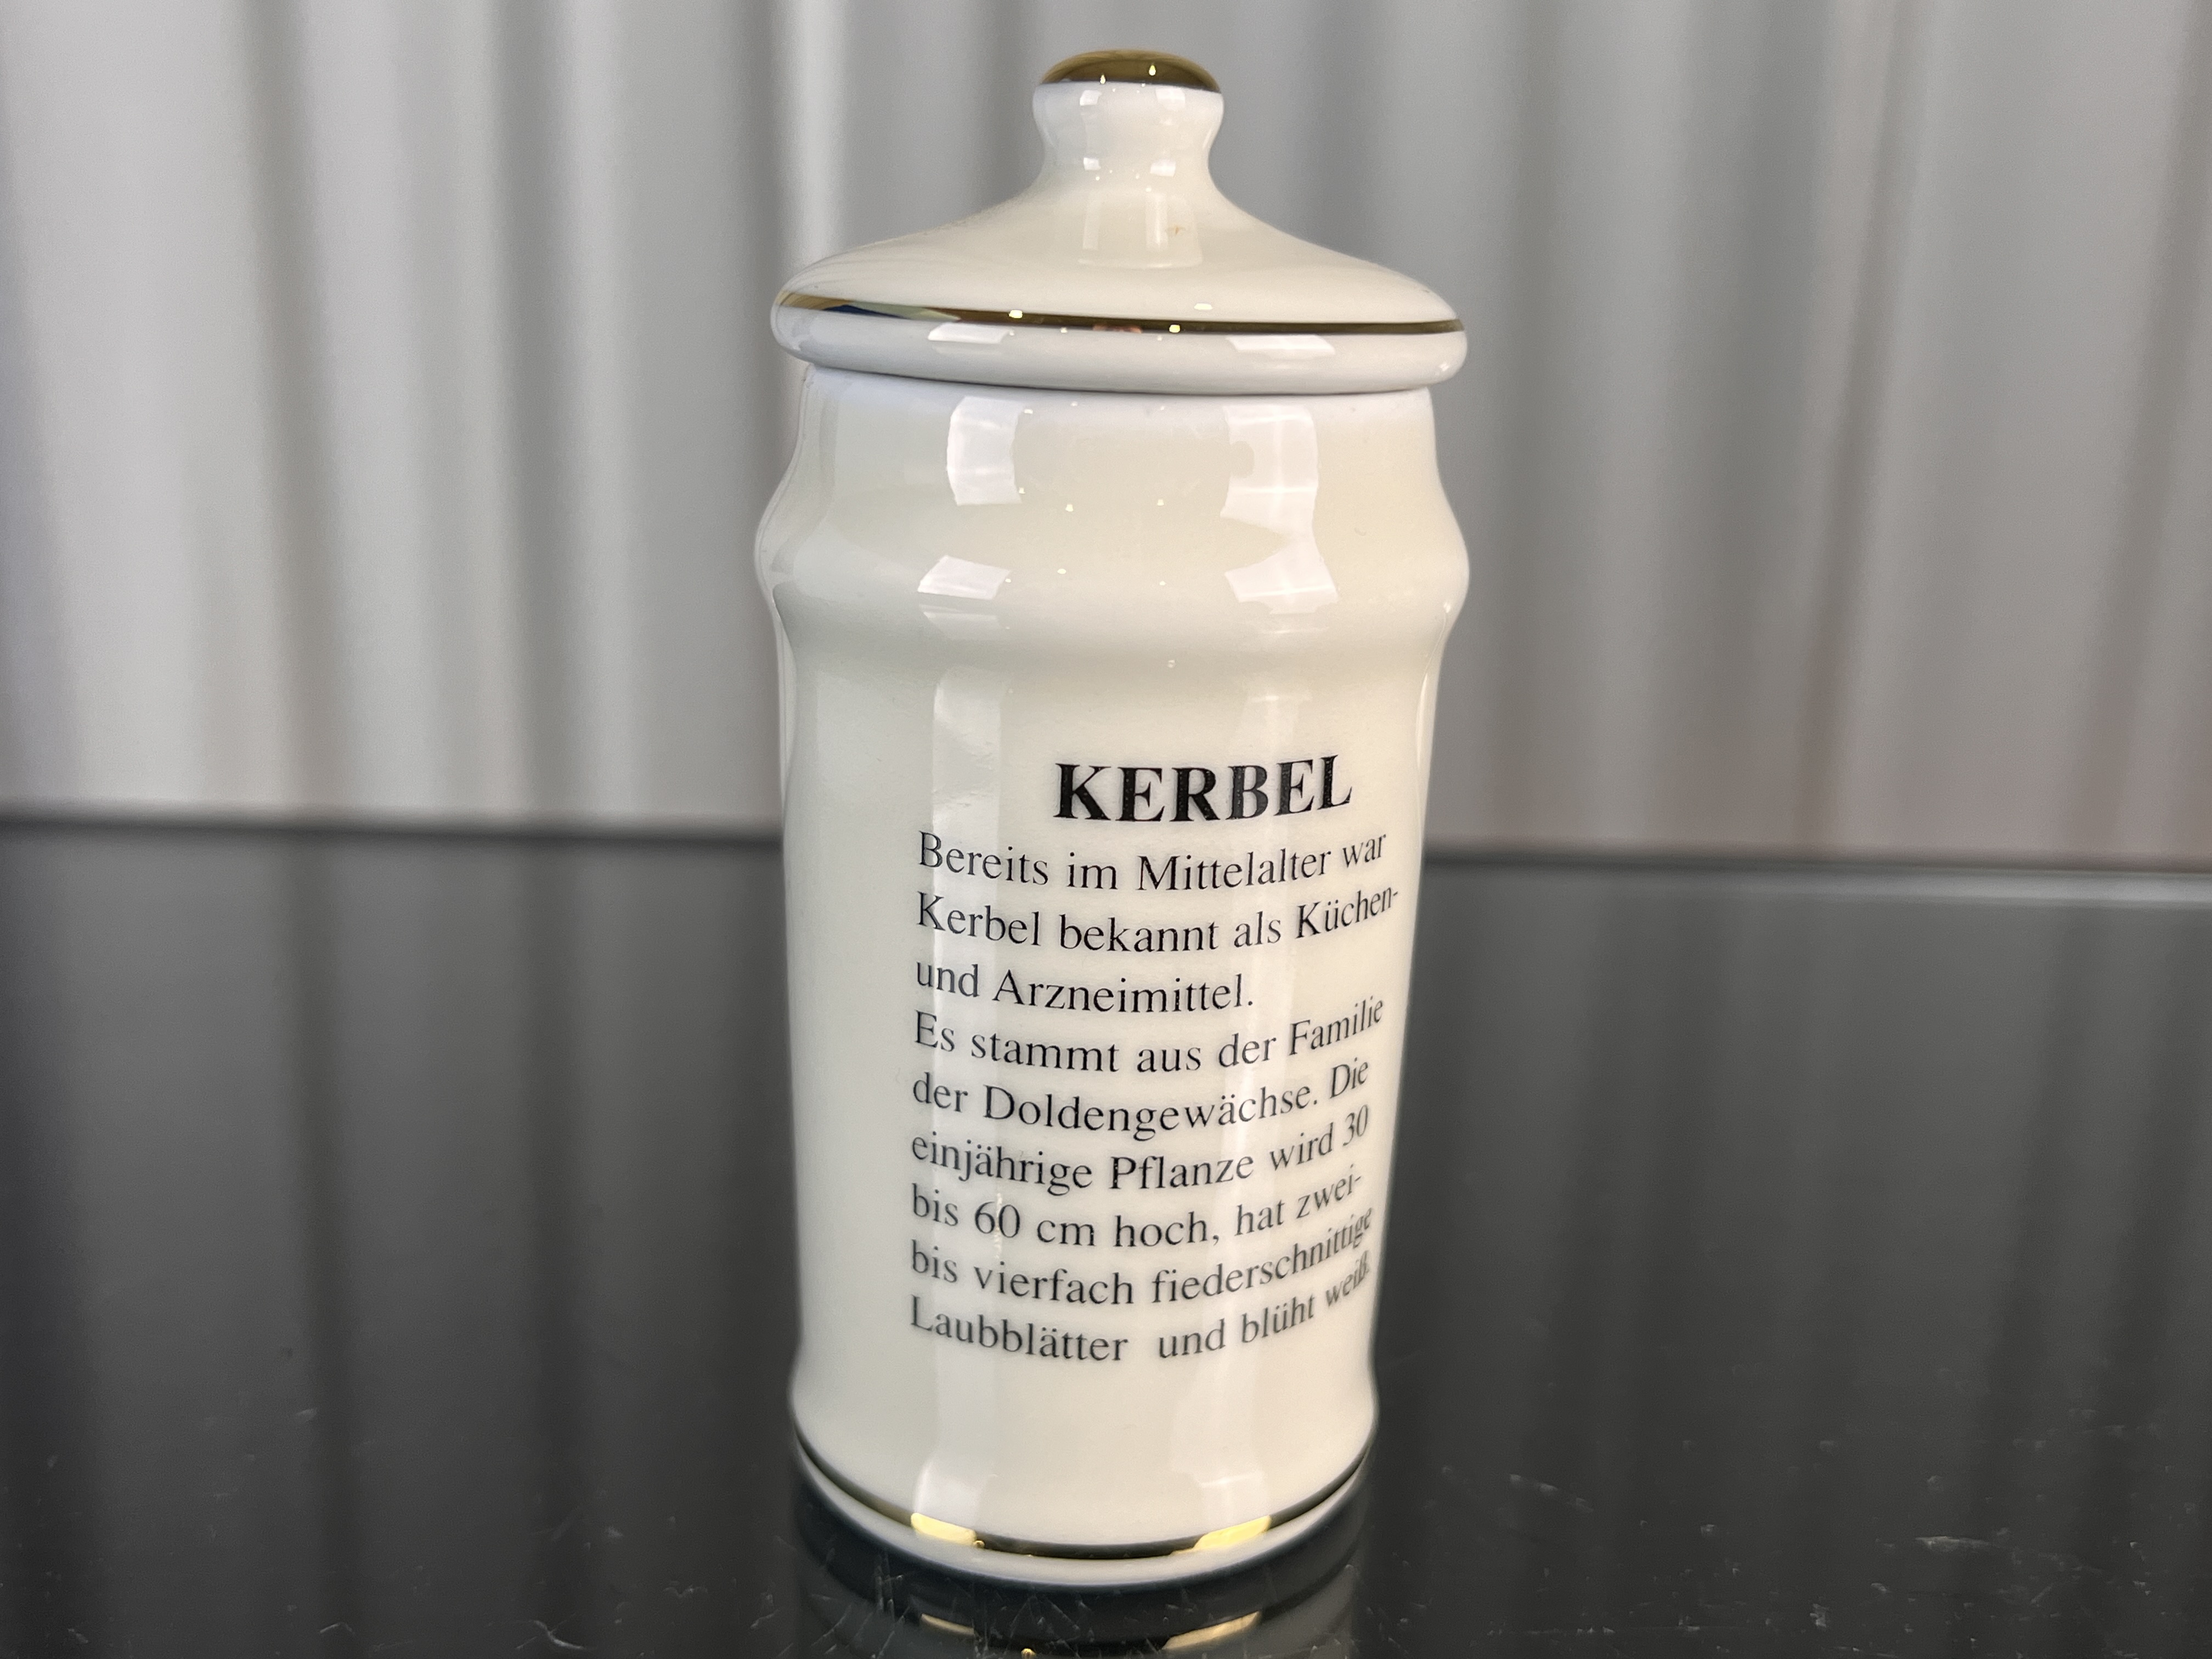 KERBEL
Bereits im Mittelalter war
Kerbel bekannt als Küchen-
und Arzneimittel.
Es stammt aus der Familie
der Doldengewächse. Die
einjährige Pflanze wird 30
bis 60 cm hoch, hat zwei-
bis vierfach fiederschnittige
Laubblätter und blüht weiß.